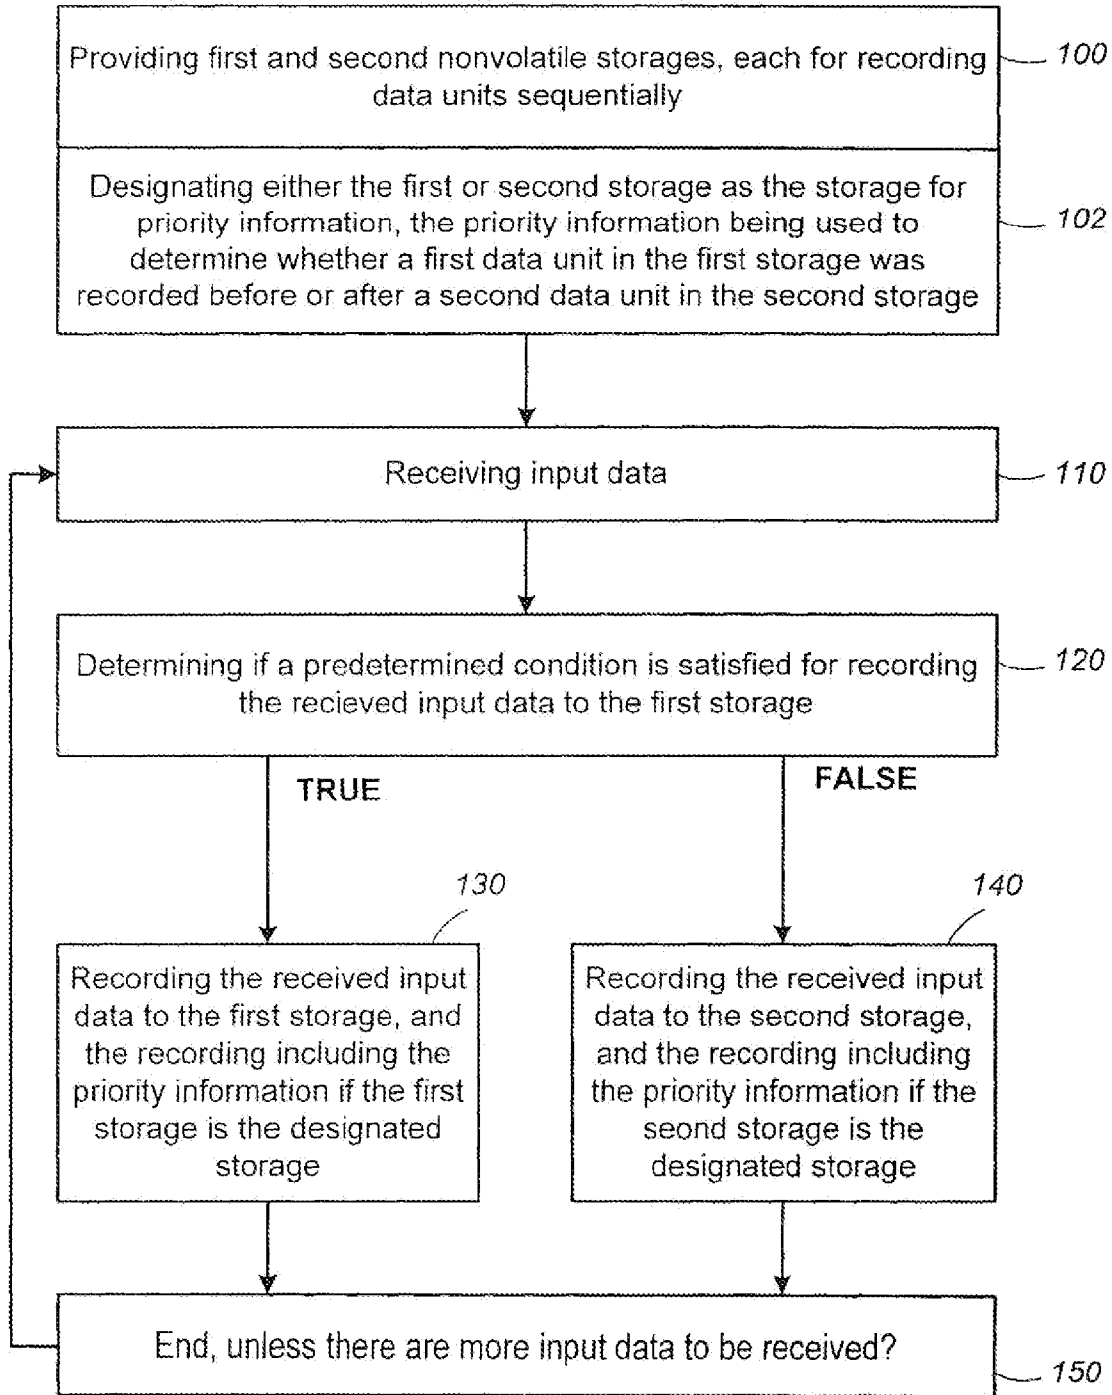 Providing first and second nonvolatile storages, each for recording
data units sequentially
100
Designating either the first or second storage as the storage for
priority information, the priority information being used to
determine whether a first data unit in the first storage was
recorded before or after a second data unit in the second storage
102
Receiving input data
110
Determining if a predetermined condition is satisfied for recording
the recieved input data to the first storage
120
TRUE
FALSE
130
Recording the received input
data to the first storage, and
the recording including the
priority information if the first
storage is the designated
storage
140
Recording the received input
data to the second storage,
and the recording including
the priority information if the
seond storage is the
designated storage
End, unless there are more input data to be received?
150